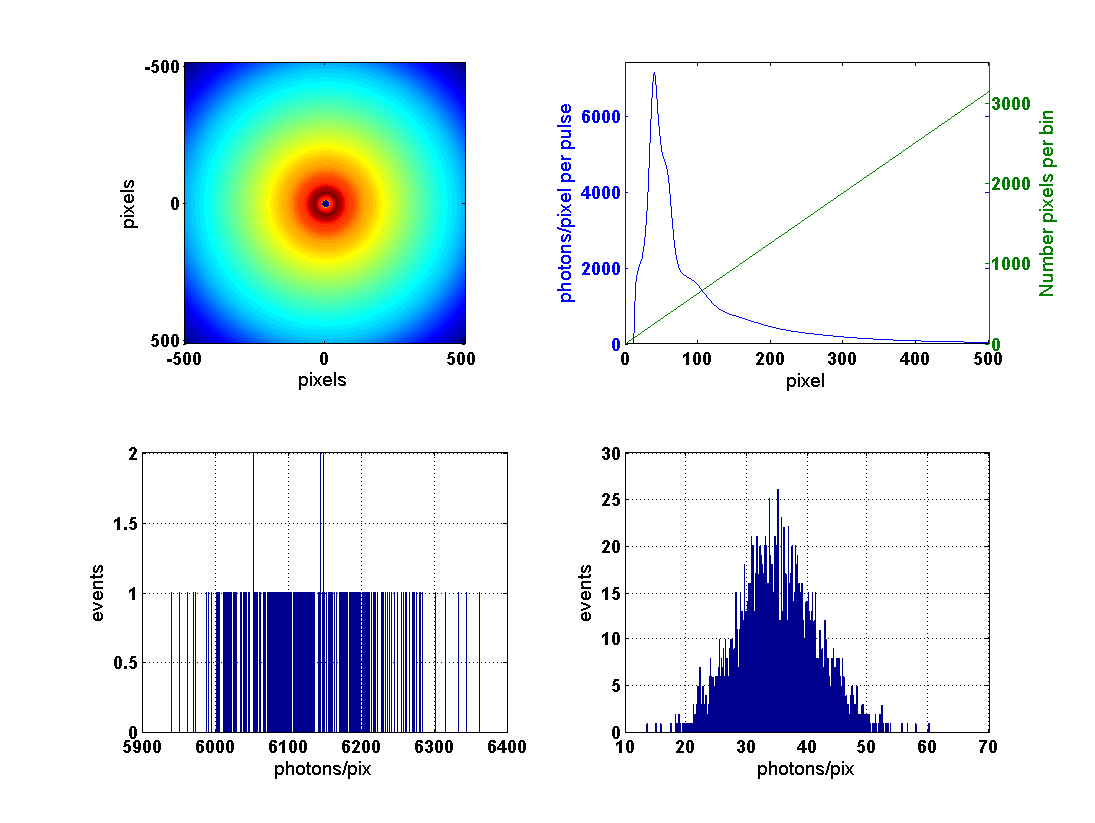 -500
0
500
pixels
-500 0 500
pixels
6000
4000
2000
0
photons/pixel per pulse
3000
2000
1000
0
Number pixels per bin
0 100 200 300 400 500
pixel
2
1.5
1
0.5
0
events
5900 6000 6100 6200 6300 6400
photons/pix
30
25
20
15
10
5
0
events
10 20 30 40 50 60 70
photons/pix